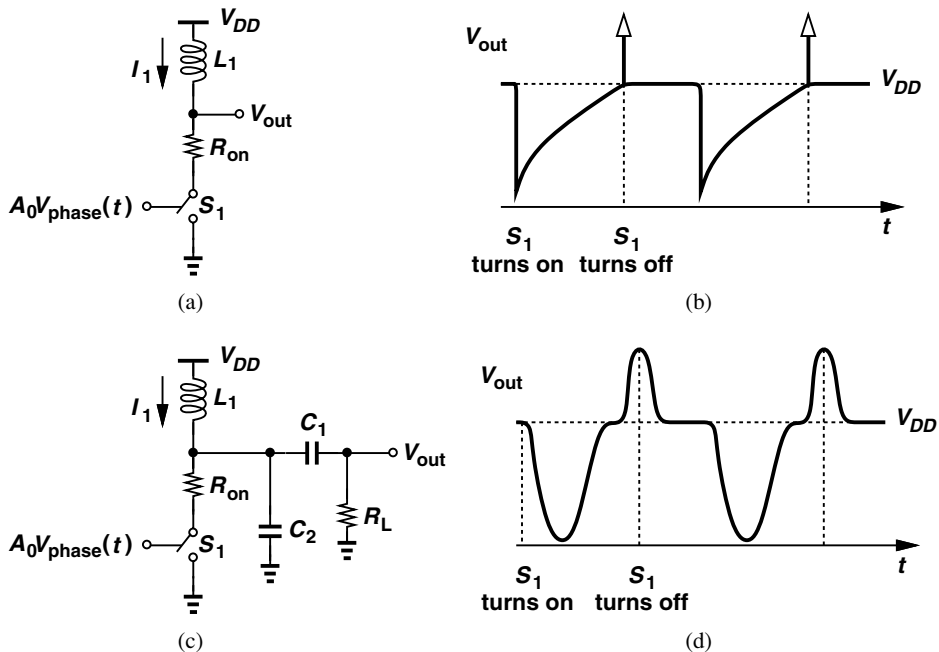 V_DD
I_1
L_1
V_out
R_on
A_0V_phase(t)
S_1
(a)
V_out
V_DD
t
S_1 turns on
S_1 turns off
(b)
V_DD
I_1
L_1
C_1
V_out
R_on
C_2
R_L
A_0V_phase(t)
S_1
(c)
V_out
V_DD
t
S_1 turns on
S_1 turns off
(d)